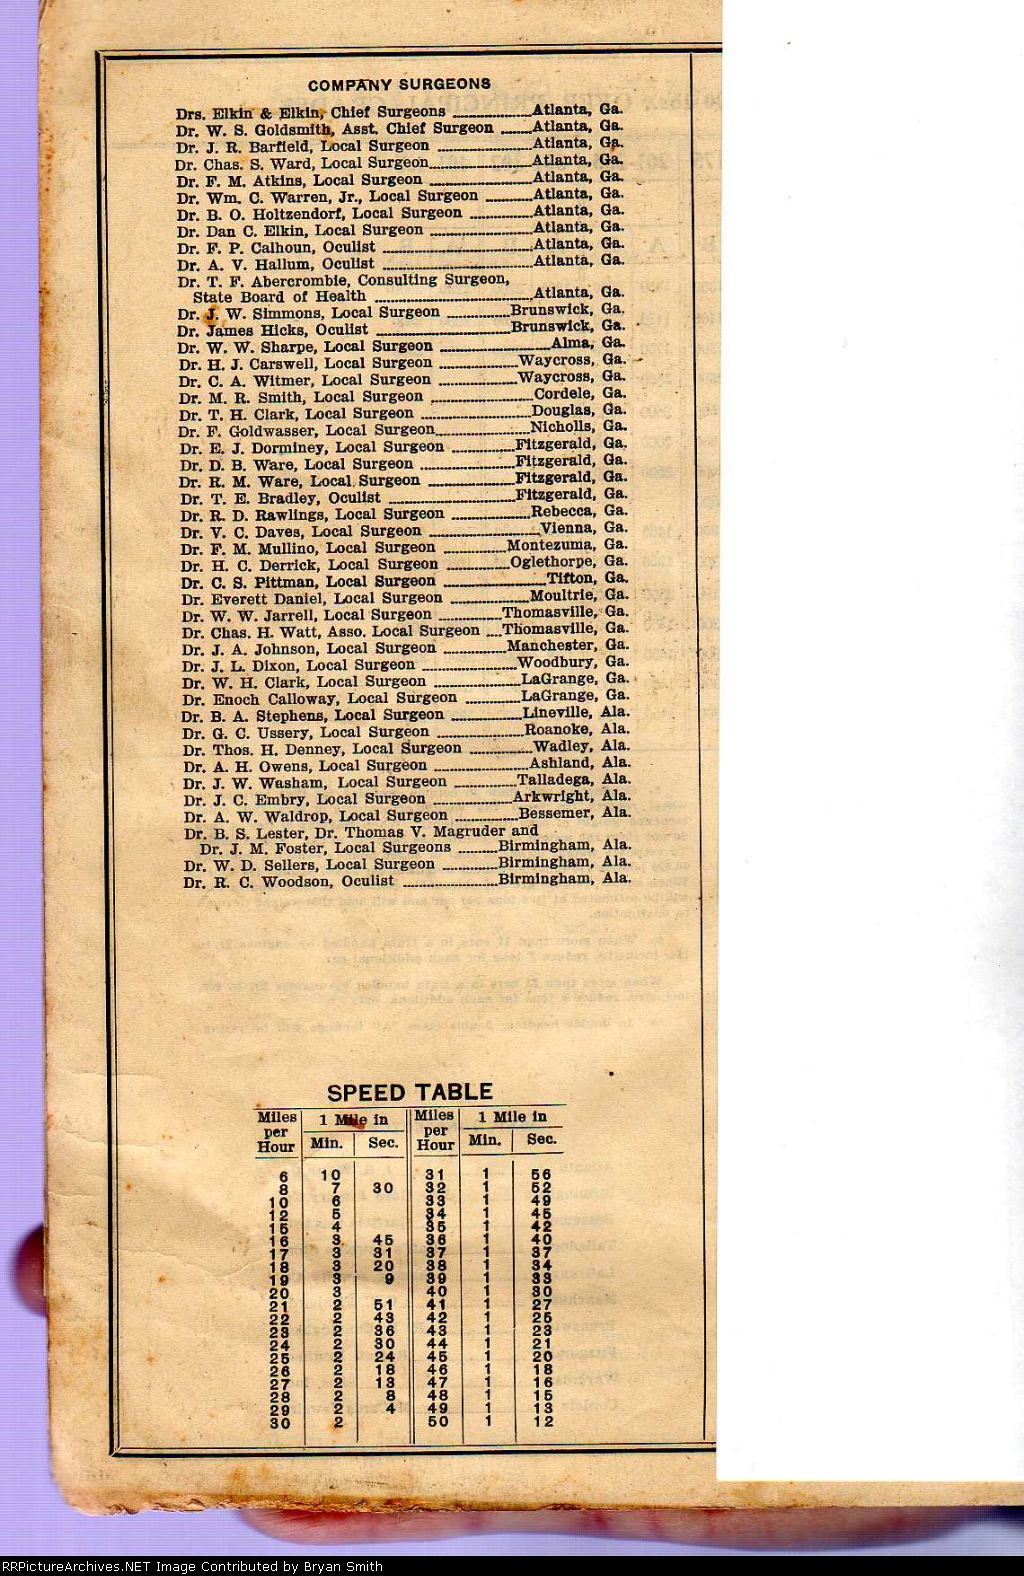 COMPANY SURGEONS
Drs. Elkin & Elkin, Chief Surgeons ....................Atlanta, Ga.
Dr. W. S. Goldsmith, Asst. Chief Surgeon ........Atlanta, Ga.
Dr. J. R. Barfield, Local Surgeon ........................Atlanta, Ga.
Dr. Chas. S. Ward, Local Surgeon..........................Atlanta, Ga.
Dr. F. M. Atkins, Local Surgeon ..........................Atlanta, Ga.
Dr. Wm. C. Warren, Jr., Local Surgeon ............Atlanta, Ga.
Dr. B. O. Holtzendorf, Local Surgeon ................Atlanta, Ga.
Dr. Dan C. Elkin, Local Surgeon ..........................Atlanta, Ga.
Dr. F. P. Calhoun, Oculist ......................................Atlanta, Ga.
Dr. A. V. Hallum, Oculist ......................................Atlanta, Ga.
Dr. T. F. Abercrombie, Consulting Surgeon,
State Board of Health ........................................Atlanta, Ga.
Dr. J. W. Simmons, Local Surgeon ................Brunswick, Ga.
Dr. James Hicks, Oculist ..................................Brunswick, Ga.
Dr. W. W. Sharpe, Local Surgeon ............................Alma, Ga.
Dr. H. J. Carswell, Local Surgeon ....................Waycross, Ga.
Dr. C. A. Witmer, Local Surgeon ......................Waycross, Ga.
Dr. M. R. Smith, Local Surgeon ..........................Cordele, Ga.
Dr. T. H. Clark, Local Surgeon ............................Douglas, Ga.
Dr. F. Goldwasser, Local Surgeon........................Nicholls, Ga.
Dr. E. J. Dorminey, Local Surgeon ................Fitzgerald, Ga.
Dr. D. B. Ware, Local Surgeon ........................Fitzgerald, Ga.
Dr. R. M. Ware, Local Surgeon ......................Fitzgerald, Ga.
Dr. T. E. Bradley, Oculist ................................Fitzgerald, Ga.
Dr. R. D. Rawlings, Local Surgeon ....................Rebecca, Ga.
Dr. V. C. Daves, Local Surgeon ............................Vienna, Ga.
Dr. F. M. Mullino, Local Surgeon ................Montezuma, Ga.
Dr. H. C. Derrick, Local Surgeon ................Oglethorpe, Ga.
Dr. C. S. Pittman, Local Surgeon ..........................Tifton, Ga.
Dr. Everett Daniel, Local Surgeon ....................Moultrie, Ga.
Dr. W. W. Jarrell, Local Surgeon ................Thomasville, Ga.
Dr. Chas. H. Watt, Asso. Local Surgeon ....Thomasville, Ga.
Dr. J. A. Johnson, Local Surgeon ................Manchester, Ga.
Dr. J. L. Dixon, Local Surgeon ........................Woodbury, Ga.
Dr. W. H. Clark, Local Surgeon ......................LaGrange, Ga.
Dr. Enoch Calloway, Local Surgeon ..............LaGrange, Ga.
Dr. B. A. Stephens, Local Surgeon ..................Lineville, Ala.
Dr. G. C. Ussery, Local Surgeon ......................Roanoke, Ala.
Dr. Thos. H. Denney, Local Surgeon ................Wadley, Ala.
Dr. A. H. Owens, Local Surgeon ........................Ashland, Ala.
Dr. J. W. Washam, Local Surgeon ................Talladega, Ala.
Dr. J. C. Embry, Local Surgeon ....................Arkwright, Ala.
Dr. A. W. Waldrop, Local Surgeon ................Bessemer, Ala.
Dr. B. S. Lester, Dr. Thomas V. Magruder and
Dr. J. M. Foster, Local Surgeons ..........Birmingham, Ala.
Dr. W. D. Sellers, Local Surgeon ..............Birmingham, Ala.
Dr. R. C. Woodson, Oculist ........................Birmingham, Ala.
SPEED TABLE
Miles per Hour | 1 Mile in Min. | Sec. | Miles per Hour | 1 Mile in Min. | Sec.
6 10 31 1 56
8 7 30 32 1 52
10 6 33 1 49
12 5 34 1 45
15 4 35 1 42
16 3 45 36 1 40
17 3 31 37 1 37
18 3 20 38 1 34
19 3 9 39 1 33
20 3 40 1 30
21 2 51 41 1 27
22 2 43 42 1 25
23 2 36 43 1 23
24 2 30 44 1 21
25 2 24 45 1 20
26 2 18 46 1 18
27 2 13 47 1 16
28 2 8 48 1 15
29 2 4 49 1 13
30 2 50 1 12
RRPictureArchives.NET Image Contributed by Bryan Smith